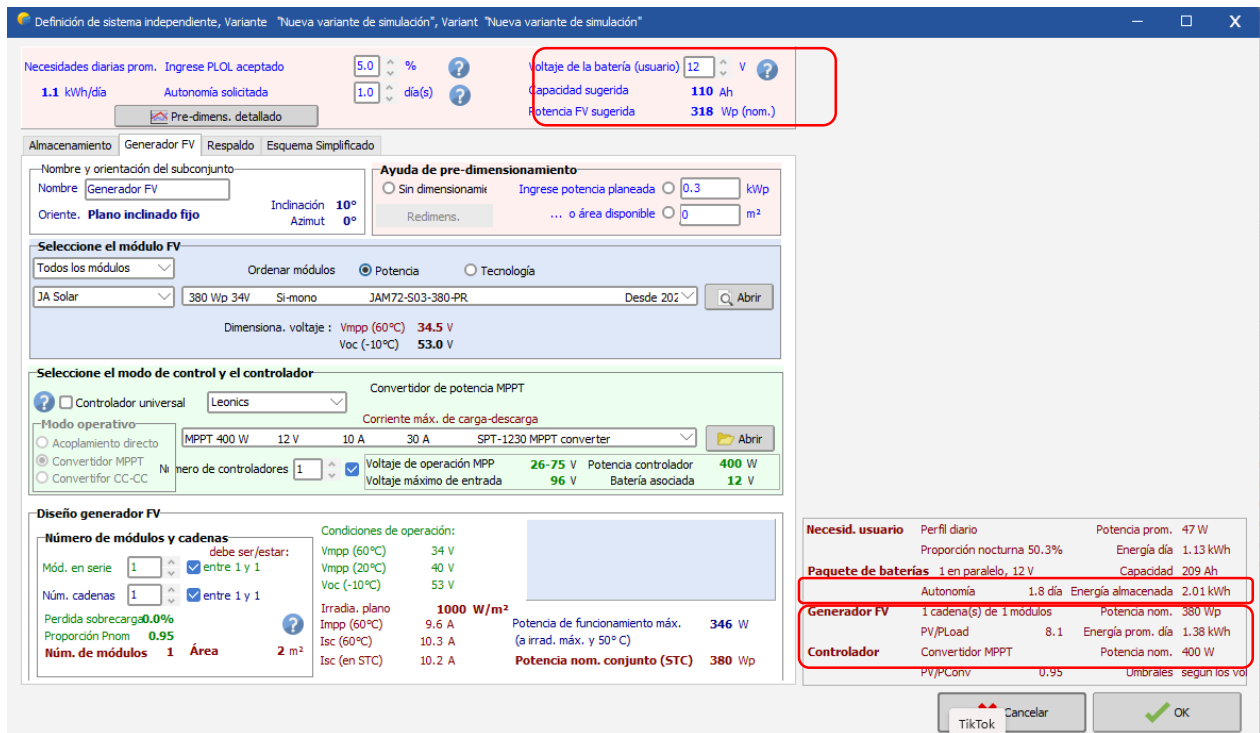 Definición de sistema independiente, Variante "Nueva variante de simulación", Variant "Nueva variante de simulación"
Necesidades diarias prom. Ingrese PLOL aceptado 5.0 % Voltaje de la batería (usuario) 12 V
1.1 kWh/día Autonomía solicitada 1.0 día(s) Capacidad sugerida 110 Ah
Pre-dimens. detallado Potencia FV sugerida 318 Wp (nom.)
Almacenamiento Generador FV Respaldo Esquema Simplificado
Nombre y orientación del subconjunto
Nombre Generador FV
Oriente. Plano inclinado fijo Inclinación 10°
Azimut 0°
Ayuda de pre-dimensionamiento
Sin dimensionamie Ingrese potencia planeada 0.3 kWp
Redimens. ... o área disponible 0 m²
Seleccione el módulo FV
Todos los módulos Ordenar módulos Potencia Tecnología
JA Solar 380 Wp 34V Si-mono JAM72-S03-380-PR Desde 202 Abrir
Dimensiona. voltaje : Vmpp (60°C) 34.5 V
Voc (-10°C) 53.0 V
Seleccione el modo de control y el controlador
Convertidor de potencia MPPT
Controlador universal Leonics
Corriente máx. de carga-descarga
Modo operativo
Acoplamiento directo
Convertidor MPPT
Convertifor CC-CC
MPPT 400 W 12 V 10 A 30 A SPT-1230 MPPT converter Abrir
Nú mero de controladores 1
Voltaje de operación MPP 26-75 V Potencia controlador 400 W
Voltaje máximo de entrada 96 V Batería asociada 12 V
Diseño generador FV
Número de módulos y cadenas
debe ser/estar:
Mód. en serie 1 entre 1 y 1
Núm. cadenas 1 entre 1 y 1
Perdida sobrecarga 0.0%
Proporción Pnom 0.95
Núm. de módulos 1 Área 2 m²
Condiciones de operación:
Vmpp (60°C) 34 V
Vmpp (20°C) 40 V
Voc (-10°C) 53 V
Irradia. plano 1000 W/m²
Impp (60°C) 9.6 A Potencia de funcionamiento máx. 346 W
Isc (60°C) 10.3 A (a irrad. máx. y 50° C)
Isc (en STC) 10.2 A Potencia nom. conjunto (STC) 380 Wp
Necesid. usuario Perfil diario Potencia prom. 47 W
Proporción nocturna 50.3% Energía día 1.13 kWh
Paquete de baterías 1 en paralelo, 12 V Capacidad 209 Ah
Autonomía 1.8 día Energía almacenada 2.01 kWh
Generador FV 1 cadena(s) de 1 módulos Potencia nom. 380 Wp
PV/PLoad 8.1 Energía prom. día 1.38 kWh
Controlador Convertidor MPPT Potencia nom. 400 W
PV/PConv 0.95 Umbrales según los vol
Cancelar OK
TikTok